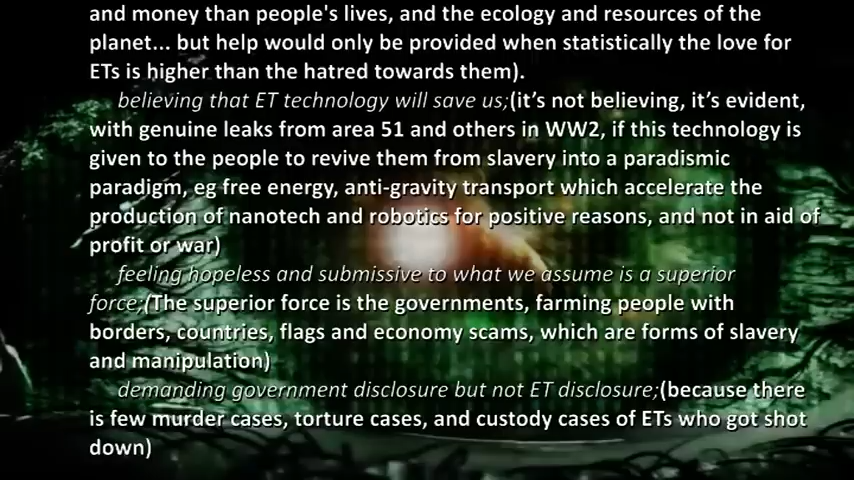 and money than people's lives, and the ecology and resources of the
planet... but help would only be provided when statistically the love for
ETs is higher than the hatred towards them).
believing that ET technology will save us;(it’s not believing, it’s evident,
with genuine leaks from area 51 and others in WW2, if this technology is
given to the people to revive them from slavery into a paradismic
paradigm, eg free energy, anti-gravity transport which accelerate the
production of nanotech and robotics for positive reasons, and not in aid of
profit or war)
feeling hopeless and submissive to what we assume is a superior
force;(The superior force is the governments, farming people with
borders, countries, flags and economy scams, which are forms of slavery
and manipulation)
demanding government disclosure but not ET disclosure;(because there
is few murder cases, torture cases, and custody cases of ETs who got shot
down)